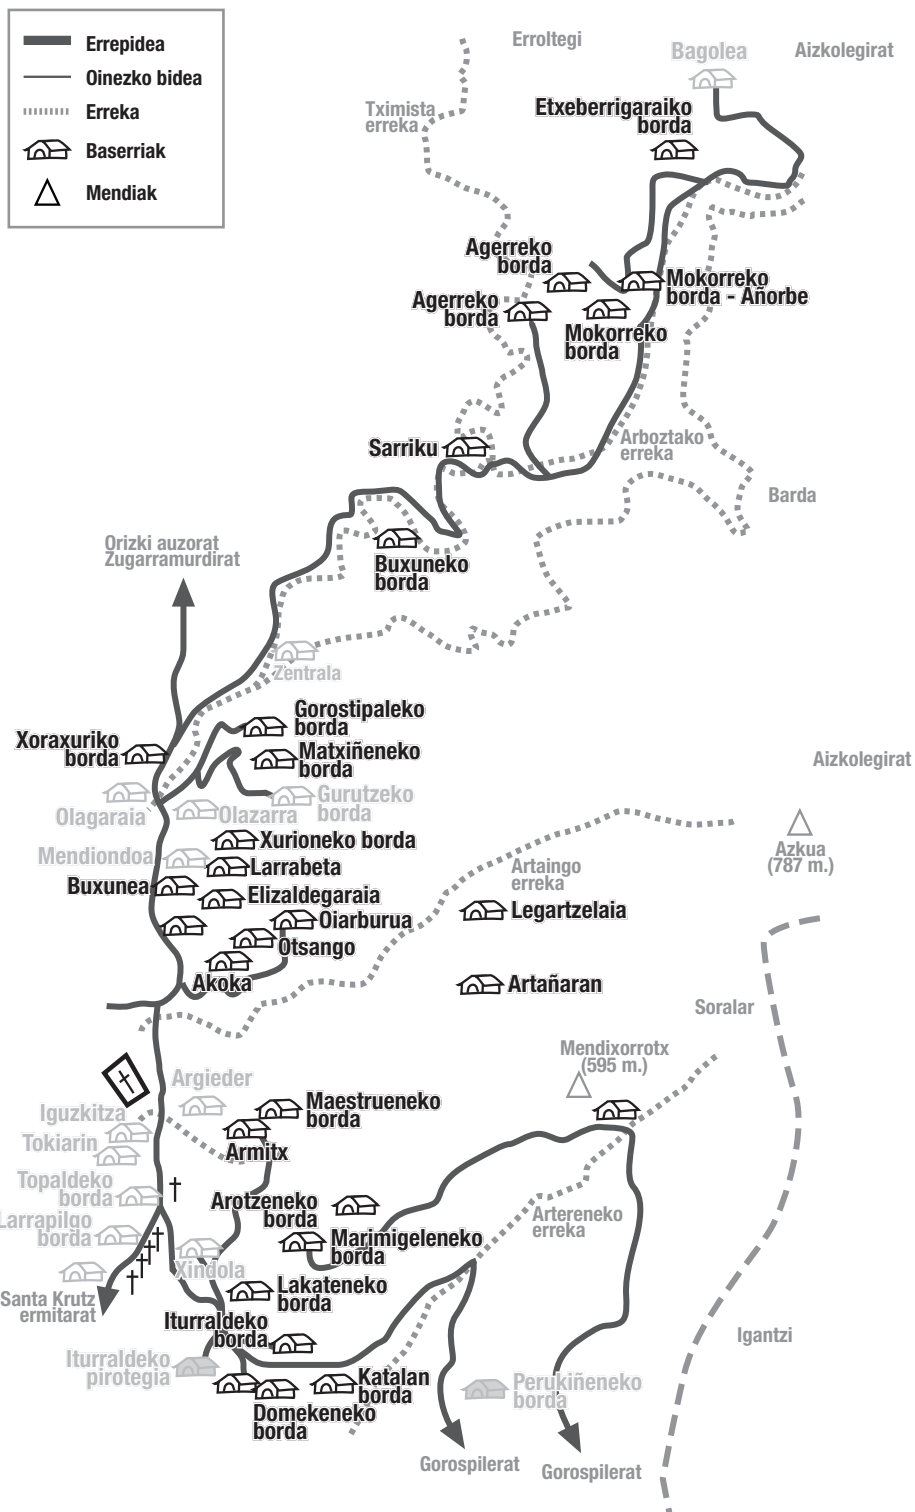 Errepidea
Oinezko bidea
Erreka
Baserriak
Mendiak
Erroltegi
Bagolea
Aizkolegirat
Tximista
erreka
Etxeberrigaraiko
borda
Agerreko
borda
Agerreko
borda
Mokorreko
borda - Añorbe
Mokorreko
borda
Sarriku
Arboztako
erreka
Barda
Orizki auzorat
Zugarramurdirat
Buxuneko
borda
Zentrala
Gorostipaleko
borda
Xoraxuriko
borda
Matxiñeneko
borda
Aizkolegirat
Olagaraia
Olazarra
Gurutzeko
borda
Xurioneko borda
Mendiondoa
Larrabeta
Azkua
(787 m.)
Artaingo
erreka
Buxunea
Elizaldegaraia
Oiarburua
Legartzelaia
Otsango
Akoka
Artañaran
Soralar
Mendixorrotx
(595 m.)
Argieder
Iguzkitza
Maestrueneko
borda
Tokiarin
Armitx
Topaldeko
borda
Arotzeneko
borda
Artereneko
erreka
Larrapilgo
borda
Marimigeleneko
borda
Xindola
Santa Krutz
ermitarat
Lakateneko
borda
Iturraldeko
borda
Igantzi
Iturraldeko
pirotegia
Katalan
borda
Perukiñeneko
borda
Domekeneko
borda
Gorospilerat
Gorospilerat